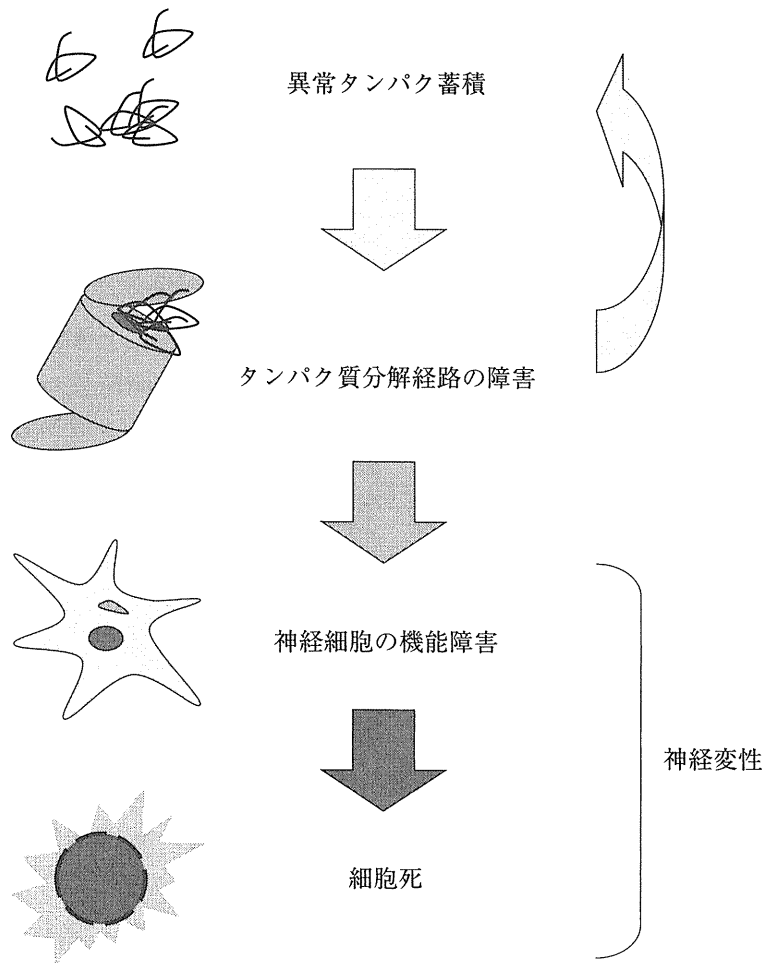 異常タンパク蓄積
タンパク質分解経路の障害
神経細胞の機能障害
神経変性
細胞死